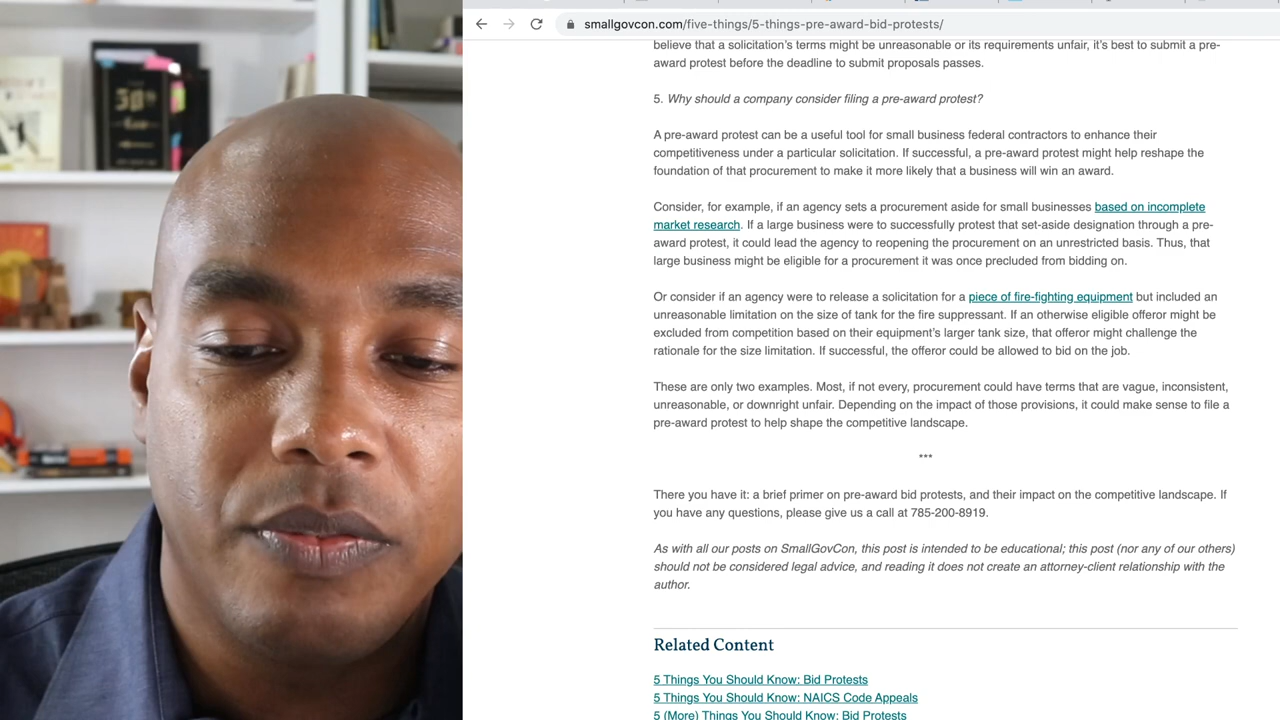 smallgovcon.com/five-things/5-things-pre-award-bid-protests/
believe that a solicitation's terms might be unreasonable or its requirements unfair, it's best to submit a pre-
award protest before the deadline to submit proposals passes.
5. Why should a company consider filing a pre-award protest?
A pre-award protest can be a useful tool for small business federal contractors to enhance their
competitiveness under a particular solicitation. If successful, a pre-award protest might help reshape the
foundation of that procurement to make it more likely that a business will win an award.
Consider, for example, if an agency sets a procurement aside for small businesses based on incomplete
market research. If a large business were to successfully protest that set-aside designation through a pre-
award protest, it could lead the agency to reopening the procurement on an unrestricted basis. Thus, that
large business might be eligible for a procurement it was once precluded from bidding on.
Or consider if an agency were to release a solicitation for a piece of fire-fighting equipment but included an
unreasonable limitation on the size of tank for the fire suppressant. If an otherwise eligible offeror might be
excluded from competition based on their equipment's larger tank size, that offeror might challenge the
rationale for the size limitation. If successful, the offeror could be allowed to bid on the job.
These are only two examples. Most, if not every, procurement could have terms that are vague, inconsistent,
unreasonable, or downright unfair. Depending on the impact of those provisions, it could make sense to file a
pre-award protest to help shape the competitive landscape.
***
There you have it: a brief primer on pre-award bid protests, and their impact on the competitive landscape. If
you have any questions, please give us a call at 785-200-8919.
As with all our posts on SmallGovCon, this post is intended to be educational; this post (nor any of our others)
should not be considered legal advice, and reading it does not create an attorney-client relationship with the
author.
Related Content
5 Things You Should Know: Bid Protests
5 Things You Should Know: NAICS Code Appeals
5 (More) Things You Should Know: Bid Protests